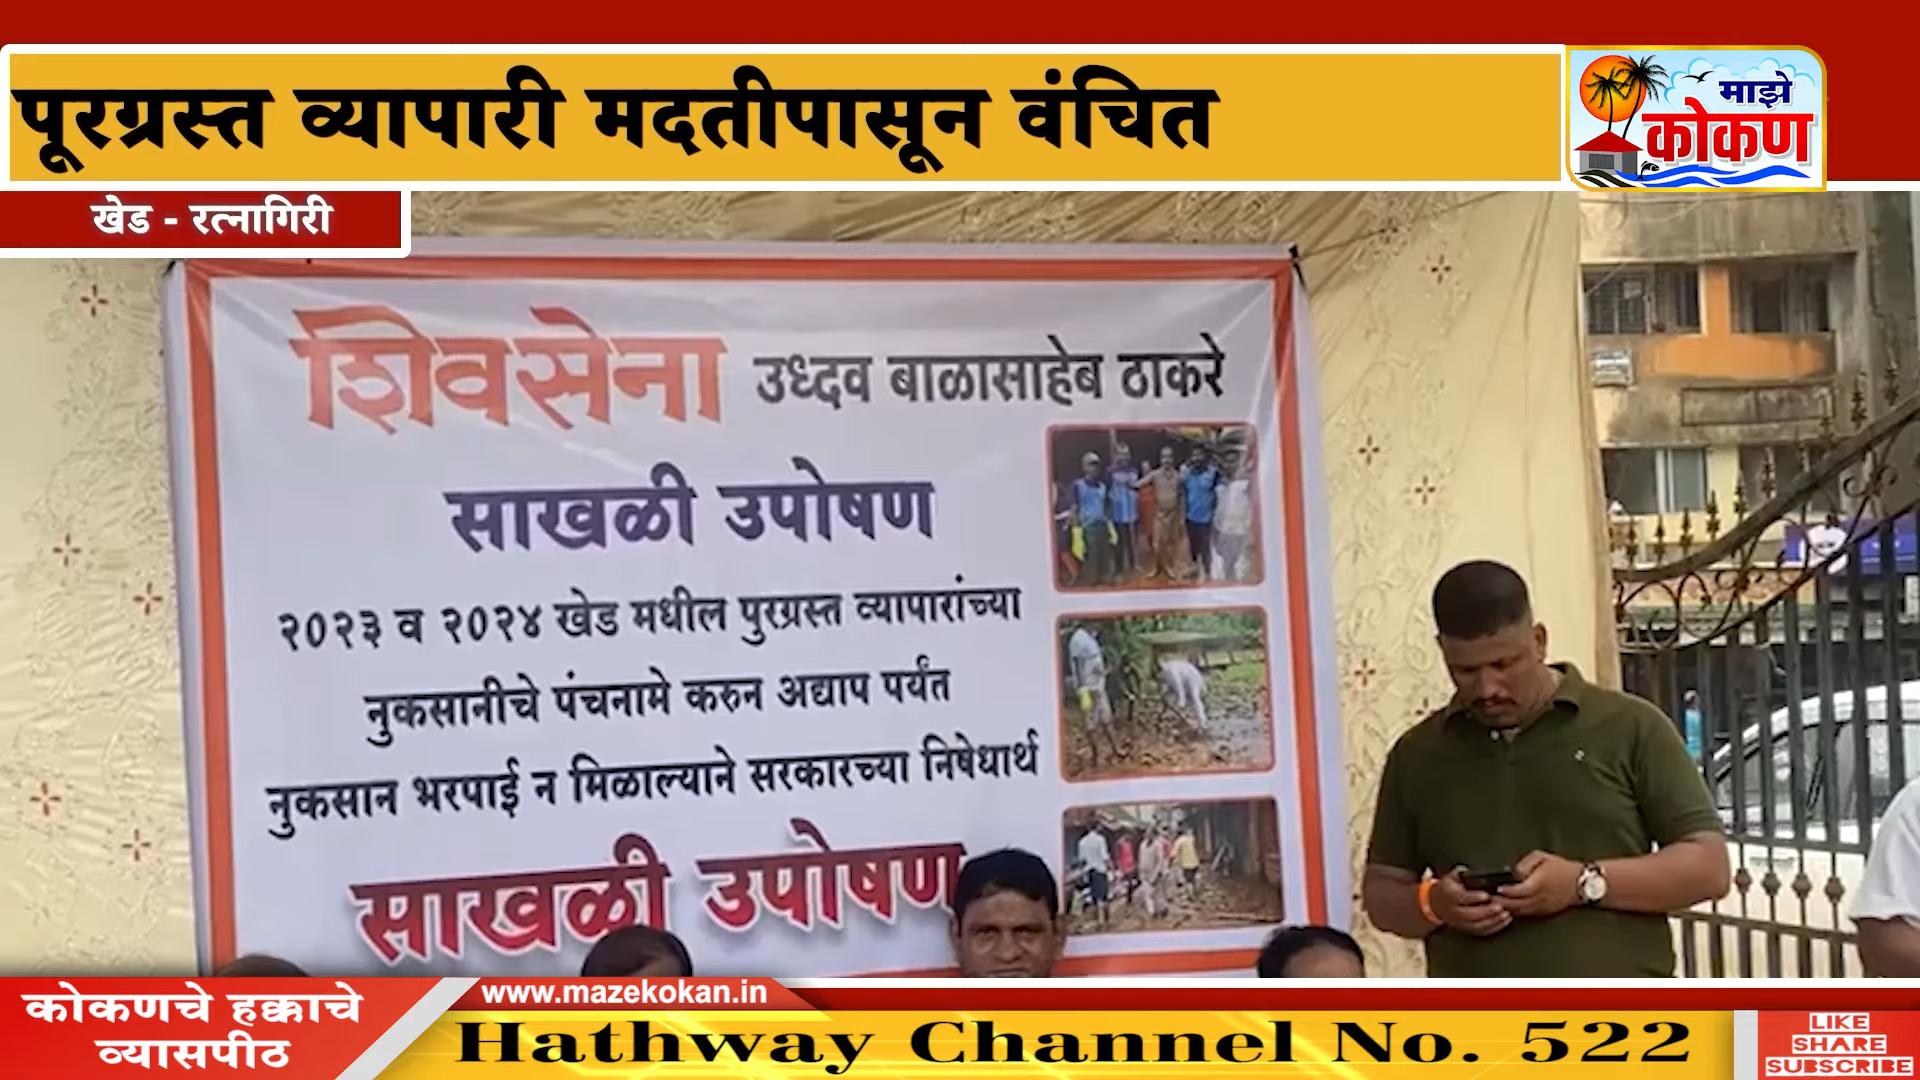 पूरग्रस्त व्यापारी मदतीपासून वंचित
माझे
कोकण
खेड - रत्नागिरी
शिवसेना उध्दव बाळासाहेब ठाकरे
साखळी उपोषण
२०२३ व २०२४ खेड मधील पुरग्रस्त व्यापारांच्या
नुकसानीचे पंचनामे करुन अद्याप पर्यंत
नुकसान भरपाई न मिळाल्याने सरकारच्या निषेधार्थ
साखळी उपोषण
कोकणचे हक्काचे
व्यासपीठ
www.mazekokan.in
Hathway Channel No. 522
LIKE
SHARE
SUBSCRIBE